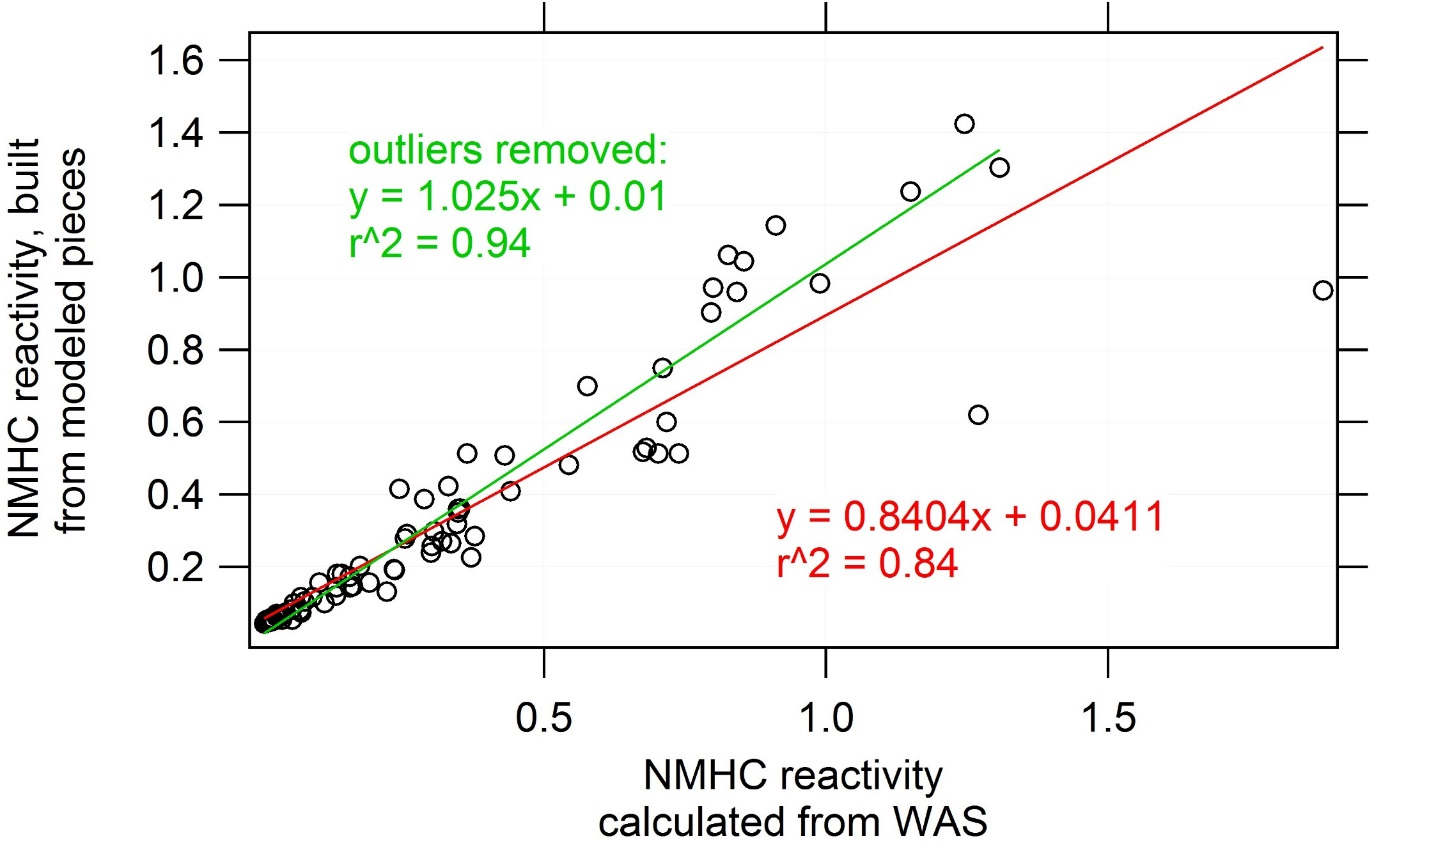 NMHC reactivity, built
from modeled pieces
1.6
1.4
1.2
1.0
0.8
0.6
0.4
0.2
outliers removed:
y = 1.025x + 0.01
r^2 = 0.94
y = 0.8404x + 0.0411
r^2 = 0.84
0.5
1.0
1.5
NMHC reactivity
calculated from WAS